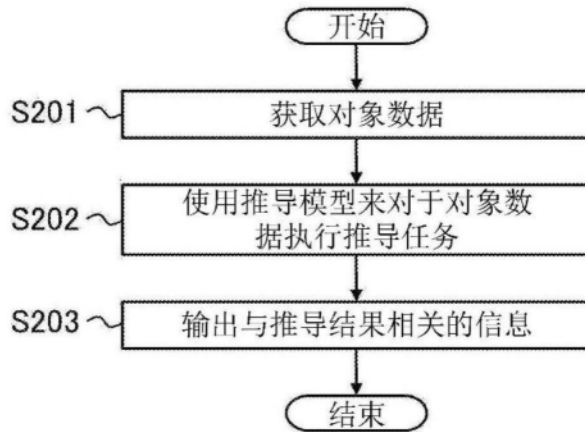 开始
S201
获取对象数据
S202
使用推导模型来对于对象数
据执行推导任务
S203
输出与推导结果相关的信息
结束